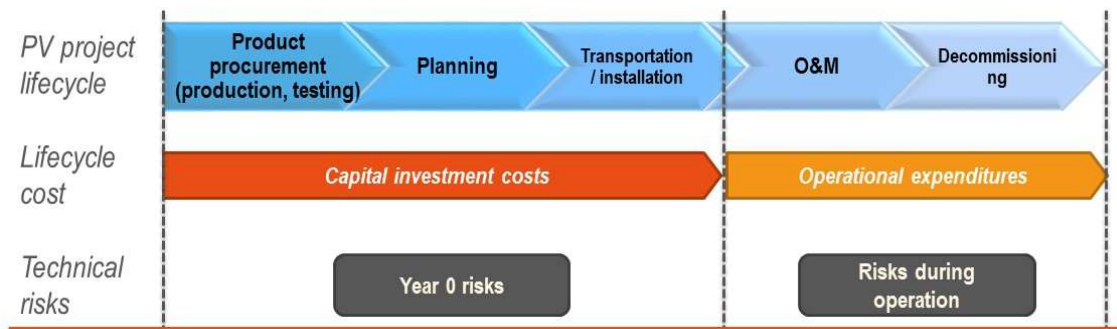 PV project
lifecycle
Product
procurement
(production, testing)
Planning
Transportation
/ installation
O&M
Decommissioni
ng
Lifecycle
cost
Capital investment costs
Operational expenditures
Technical
risks
Year 0 risks
Risks during
operation